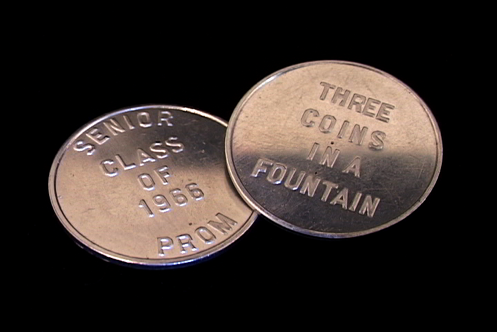 SENIOR
CLASS
OF
1966
PROM
THREE
COINS
IN A
FOUNTAIN